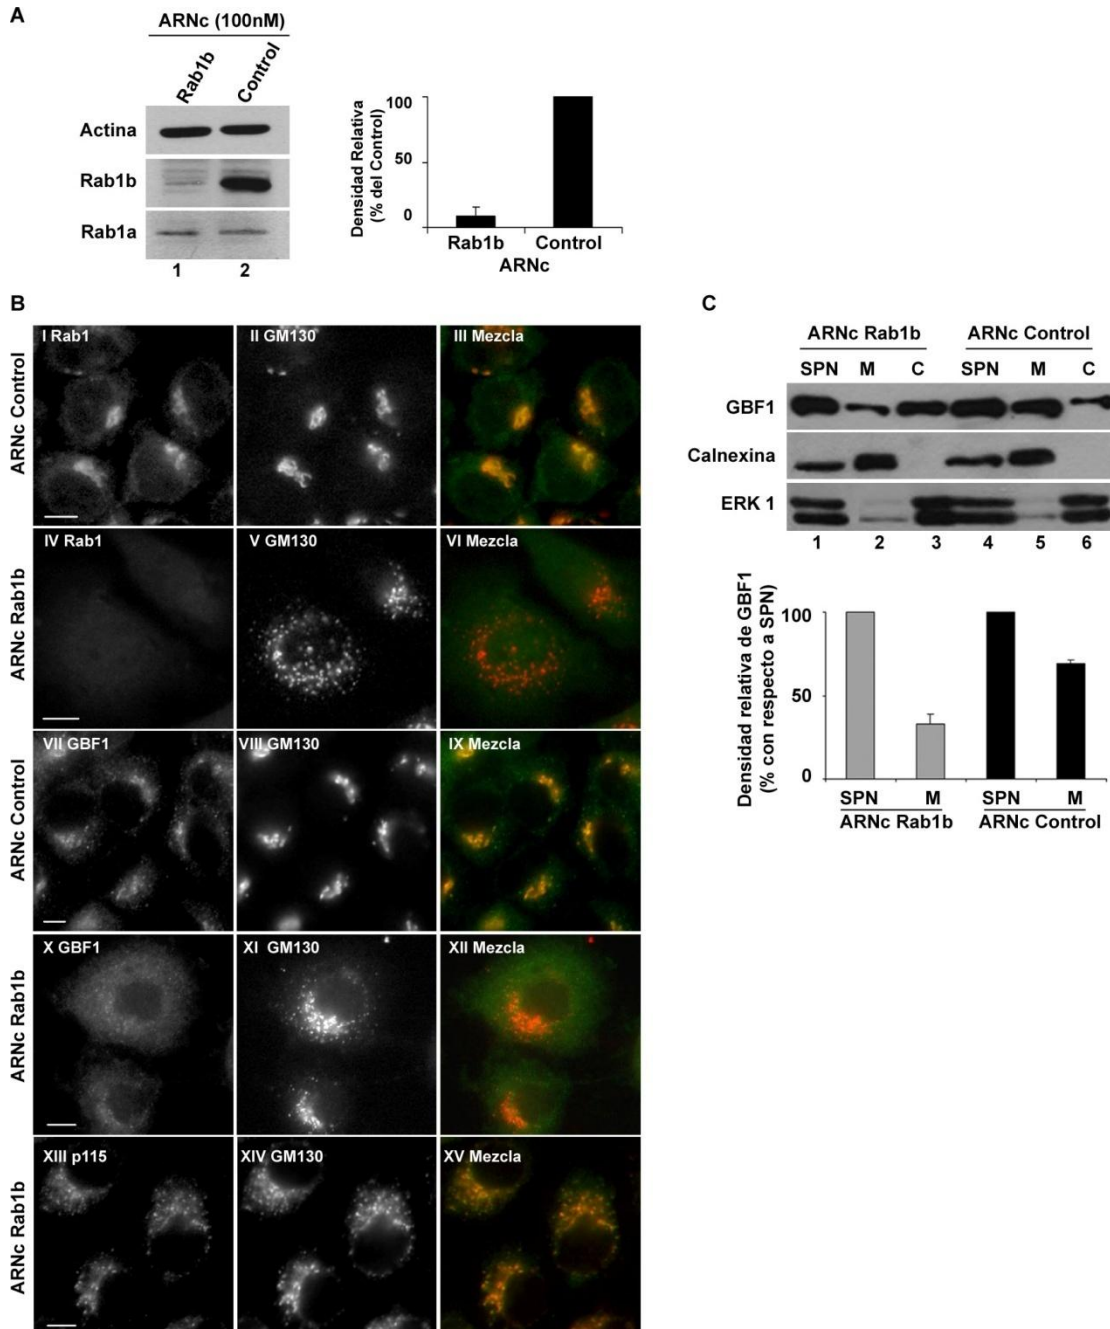 A
ARNc (100nM)
Rab1b Control
Actina
Rab1b
Rab1a
1 2
Densidad Relativa
(% del Control)
100
50
0
Rab1b Control
ARNc
B
ARNc Control
I Rab1 II GM130 III Mezcla
ARNc Rab1b
IV Rab1 V GM130 VI Mezcla
ARNc Control
VII GBF1 VIII GM130 IX Mezcla
ARNc Rab1b
X GBF1 XI GM130 XII Mezcla
ARNc Rab1b
XIII p115 XIV GM130 XV Mezcla
C
ARNc Rab1b ARNc Control
SPN M C SPN M C
GBF1
Calnexina
ERK 1
1 2 3 4 5 6
Densidad relativa de GBF1
(% con respecto a SPN)
100
50
0
SPN M SPN M
ARNc Rab1b ARNc Control